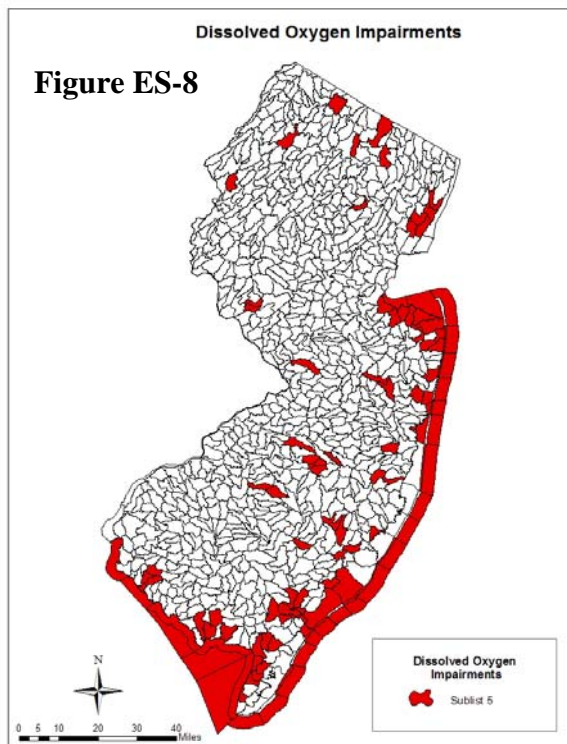 Dissolved Oxygen Impairments
Figure ES-8
N
0 5 10 20 30 40
Miles
Dissolved Oxygen
Impairments
Sublist 5